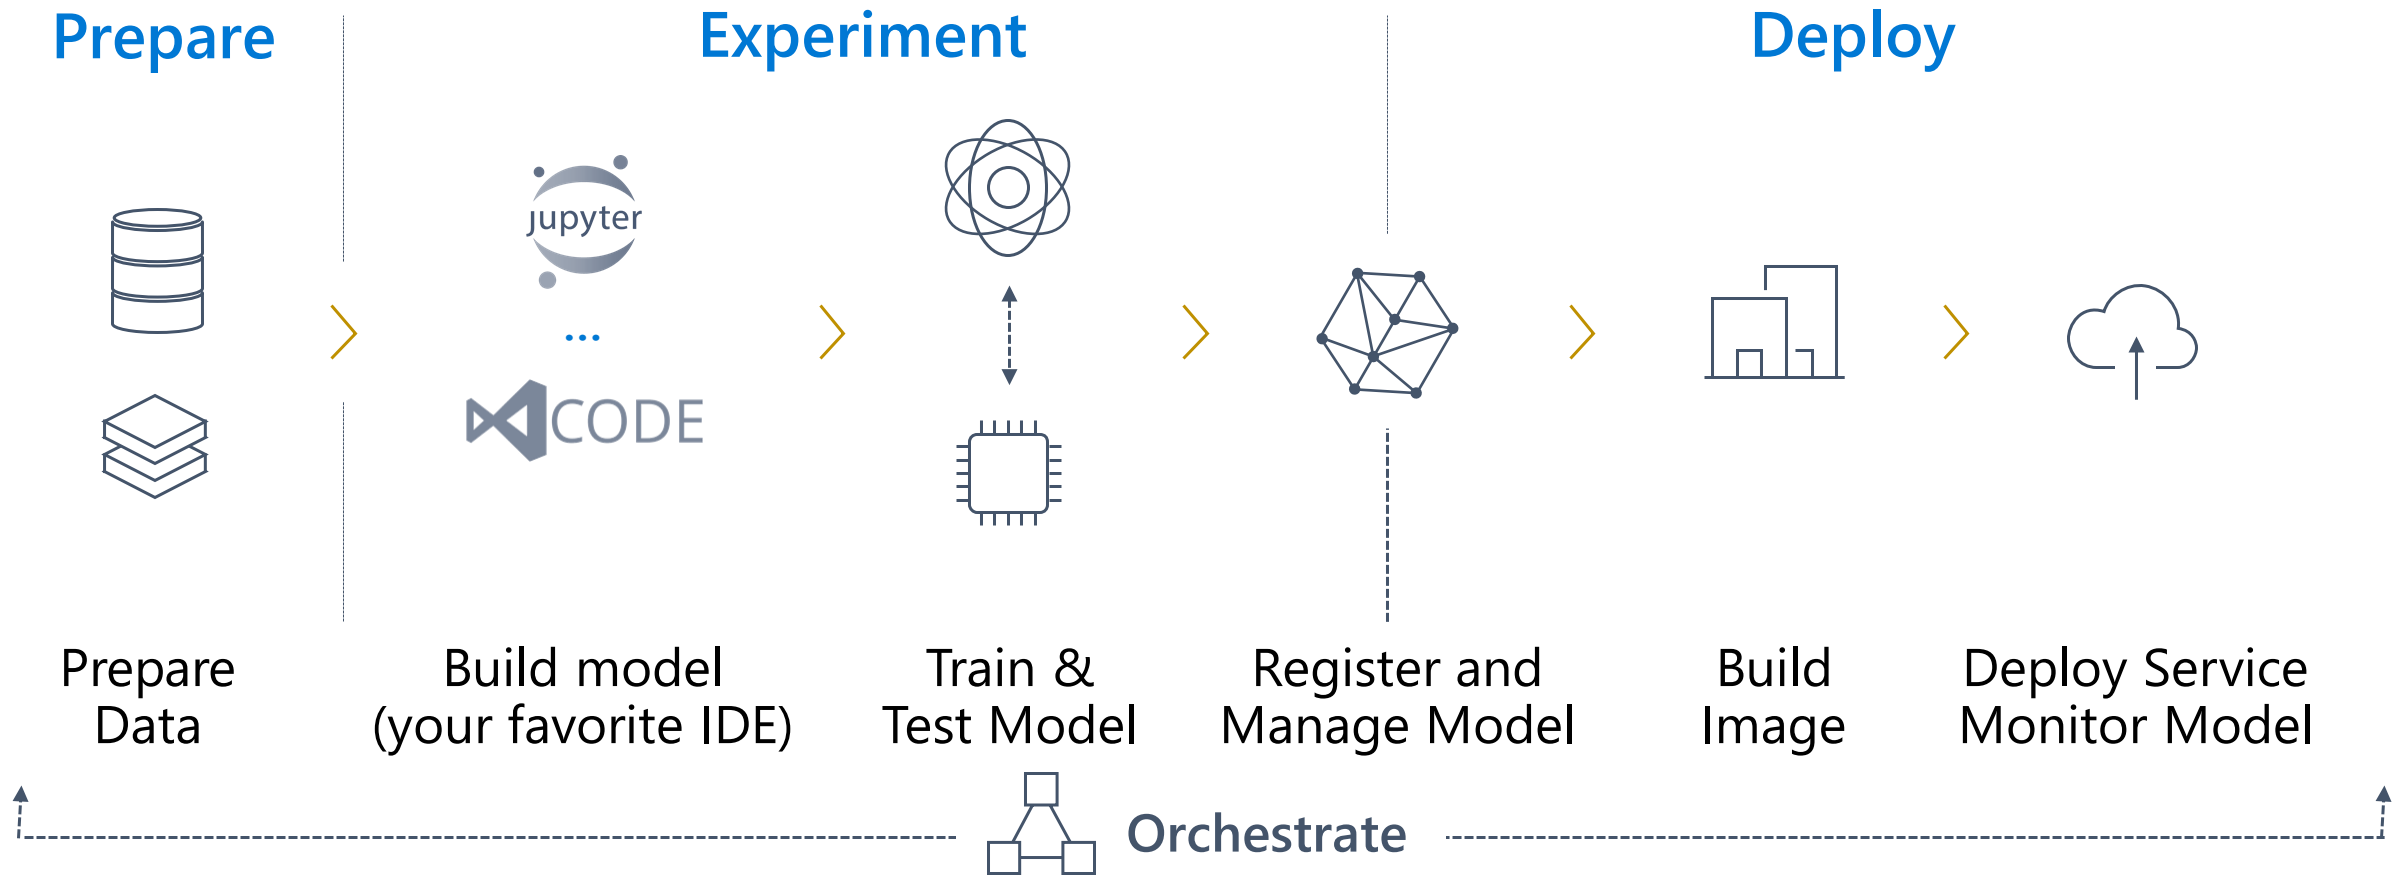 Prepare
Experiment
Deploy
jupyter
...
CODE
Prepare
Data
Build model
(your favorite IDE)
Train &
Test Model
Register and
Manage Model
Build
Image
Deploy Service
Monitor Model
Orchestrate